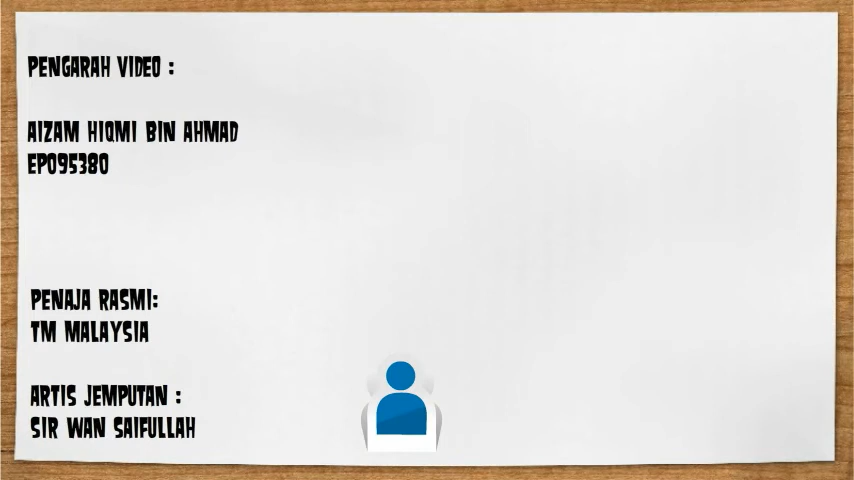 PENGARAH VIDEO :
AIZAM HIQMI BIN AHMAD
EP095380
PENAJA RASMI:
TM MALAYSIA
ARTIS JEMPUTAN :
SIR WAN SAIFULLAH